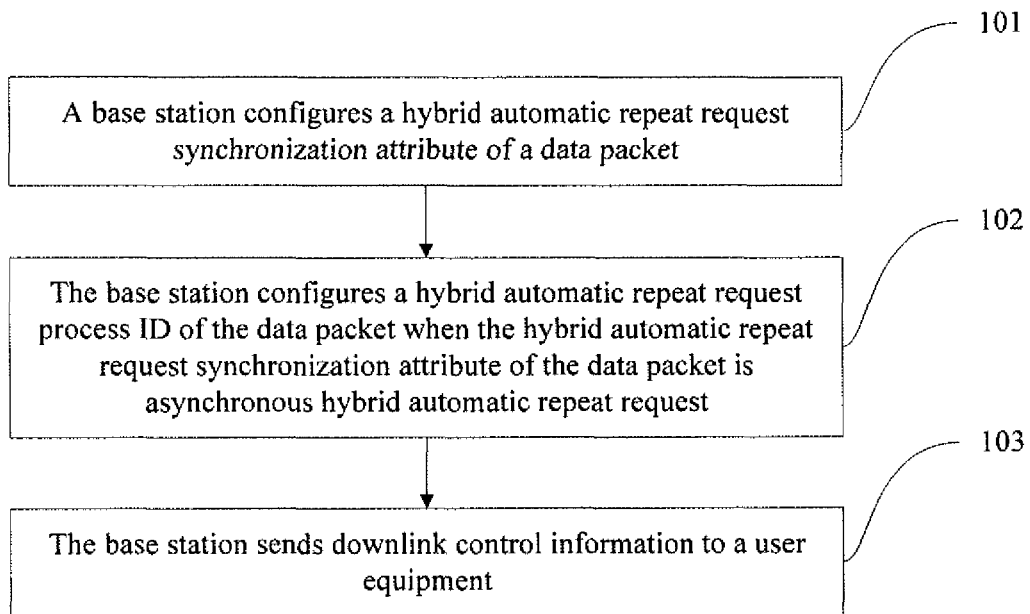 101
A base station configures a hybrid automatic repeat request
synchronization attribute of a data packet
102
The base station configures a hybrid automatic repeat request
process ID of the data packet when the hybrid automatic repeat
request synchronization attribute of the data packet is
asynchronous hybrid automatic repeat request
103
The base station sends downlink control information to a user
equipment